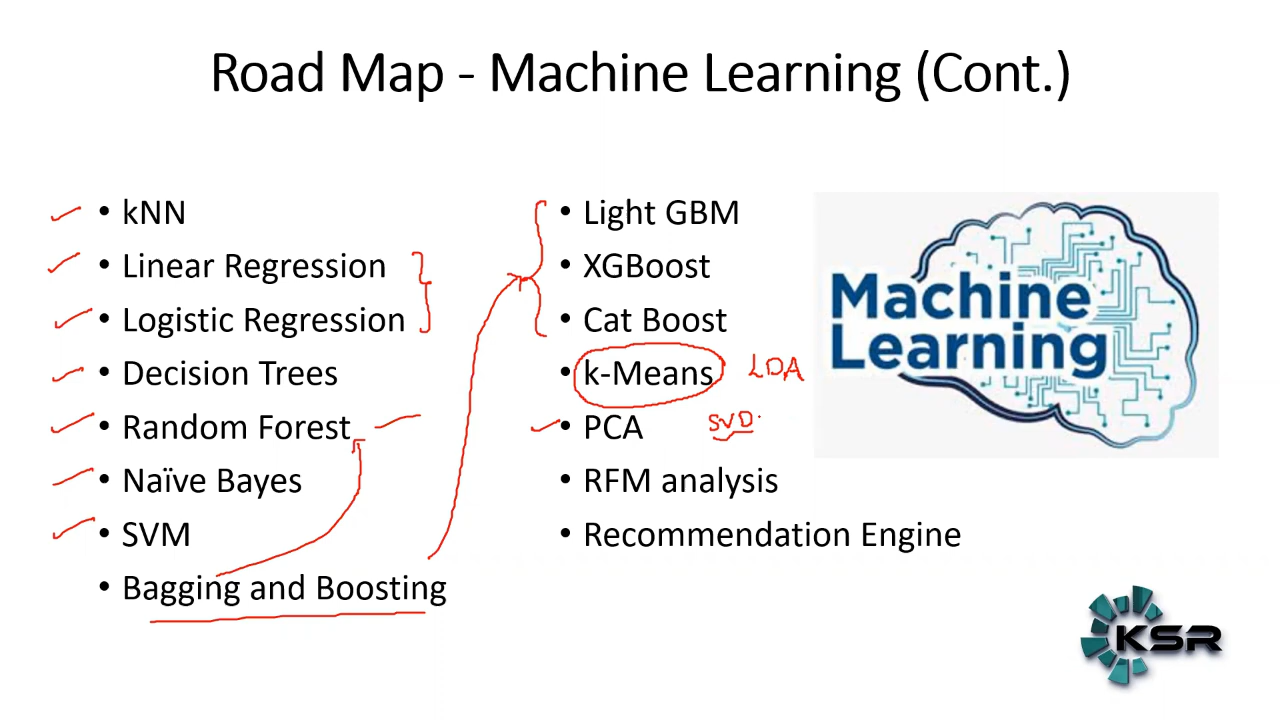 Road Map - Machine Learning (Cont.)
• kNN
• Linear Regression
• Logistic Regression
• Decision Trees
• Random Forest
• Naïve Bayes
• SVM
• Bagging and Boosting
• Light GBM
• XGBoost
• Cat Boost
• k-Means LDA
• PCA SVD
• RFM analysis
• Recommendation Engine
Machine
Learning
KSR